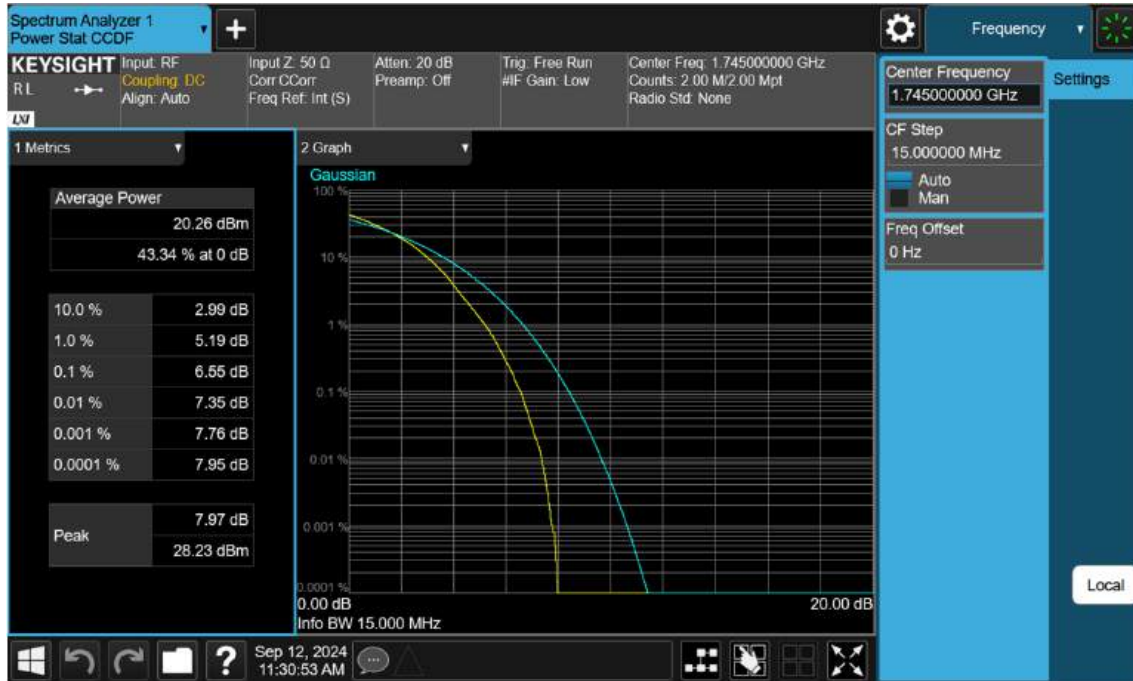 Spectrum Analyzer 1
Power Stat CCDF
+
Frequency
KEYSIGHT
RL
LXI
Input: RF
Coupling: DC
Align: Auto
Input Z: 50 Ω
Corr CCorr
Freq Ref: Int (S)
Atten: 20 dB
Preamp: Off
Trig: Free Run
#IF Gain: Low
Center Freq: 1.745000000 GHz
Counts: 2.00 M/2.00 Mpt
Radio Std: None
Center Frequency
1.745000000 GHz
Settings
CF Step
15.000000 MHz
Auto
Man
Freq Offset
0 Hz
Local
1 Metrics
Average Power
20.26 dBm
43.34 % at 0 dB
10.0 % 2.99 dB
1.0 % 5.19 dB
0.1 % 6.55 dB
0.01 % 7.35 dB
0.001 % 7.76 dB
0.0001 % 7.95 dB
Peak
7.97 dB
28.23 dBm
2 Graph
Gaussian
100 %
10 %
1 %
0.1 %
0.01 %
0.001 %
0.0001 %
0.00 dB 20.00 dB
Info BW 15.000 MHz
?
Sep 12, 2024
11:30:53 AM